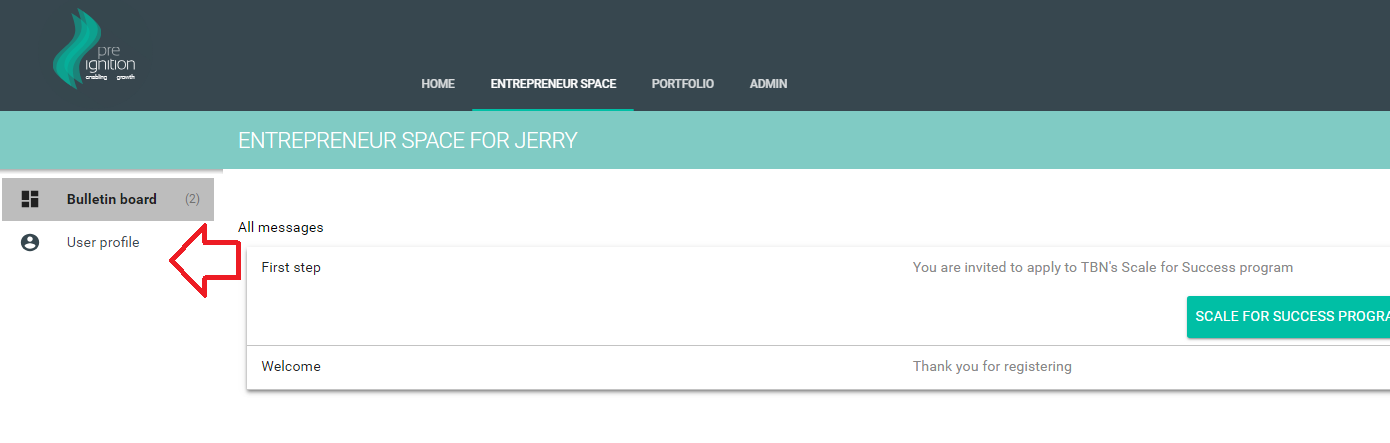 pre
ignition
enabling growth
HOME ENTREPRENEUR SPACE PORTFOLIO ADMIN
ENTREPRENEUR SPACE FOR JERRY
Bulletin board (2)
User profile
All messages
First step You are invited to apply to TBN's Scale for Success program
SCALE FOR SUCCESS PROGRA
Welcome Thank you for registering